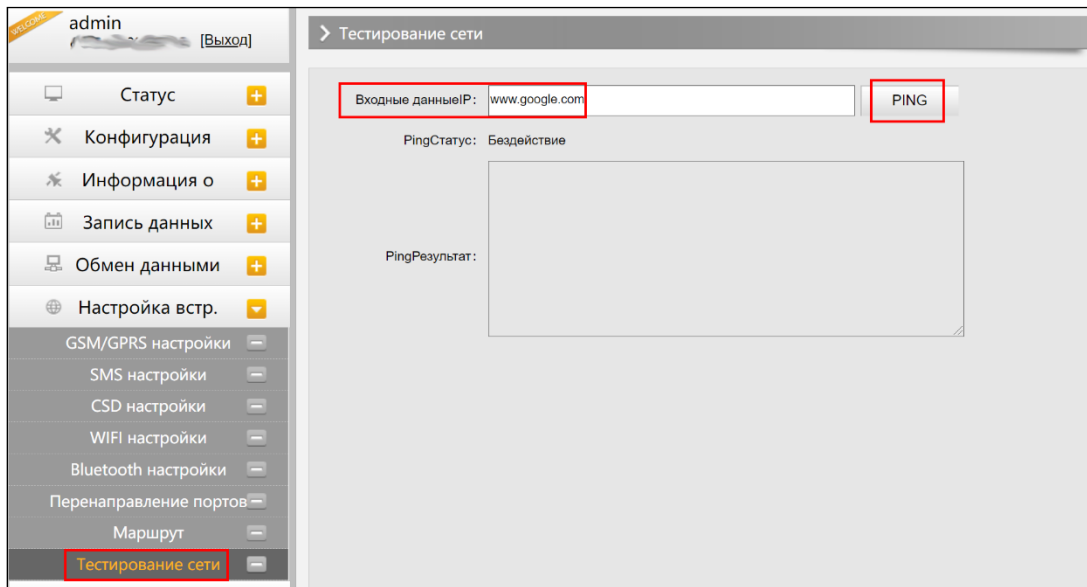 WELCOME
admin
[Выход]
Статус
Конфигурация
Информация о
Запись данных
Обмен данными
Настройка встр.
GSM/GPRS настройки
SMS настройки
CSD настройки
WIFI настройки
Bluetooth настройки
Перенаправление портов
Маршрут
Тестирование сети
Тестирование сети
Входные данныеIP: www.google.com PING
PingСтатус: Бездействие
PingРезультат: